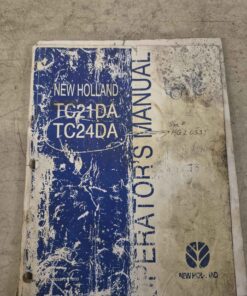 NEW HOLLAND
TC21DA
TC24DA
OPERATOR'S MANUAL
NEW HOLLAND